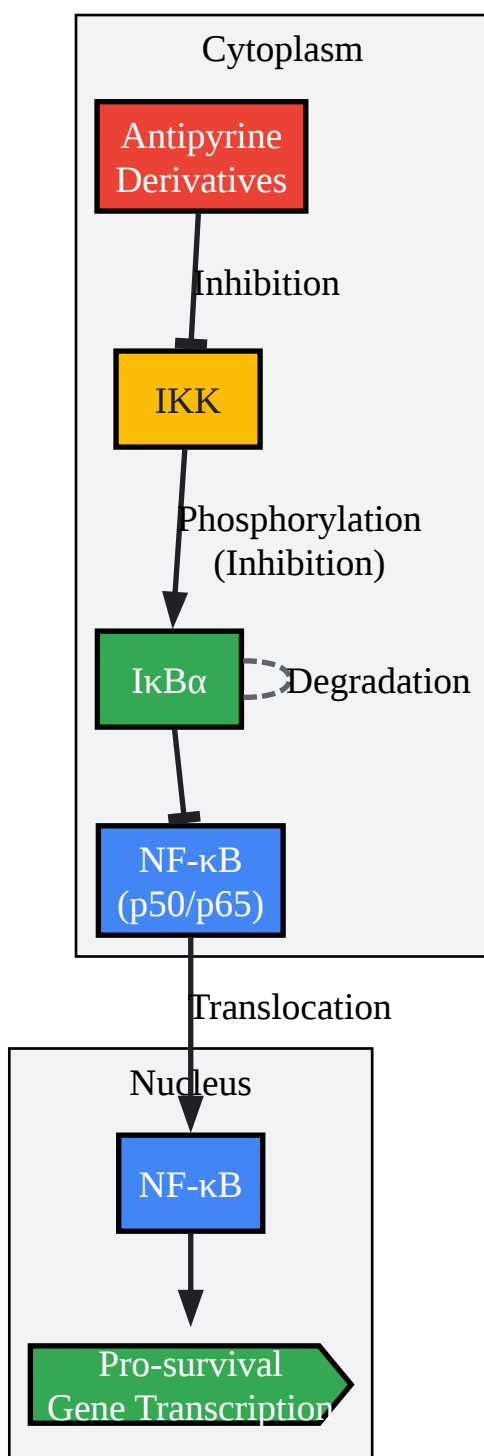 Cytoplasm
Antipyrine
Derivatives
Inhibition
IKK
Phosphorylation
(Inhibition)
IκBα
Degradation
NF-κB
(p50/p65)
Translocation
Nucleus
NF-κB
Pro-survival
Gene Transcription